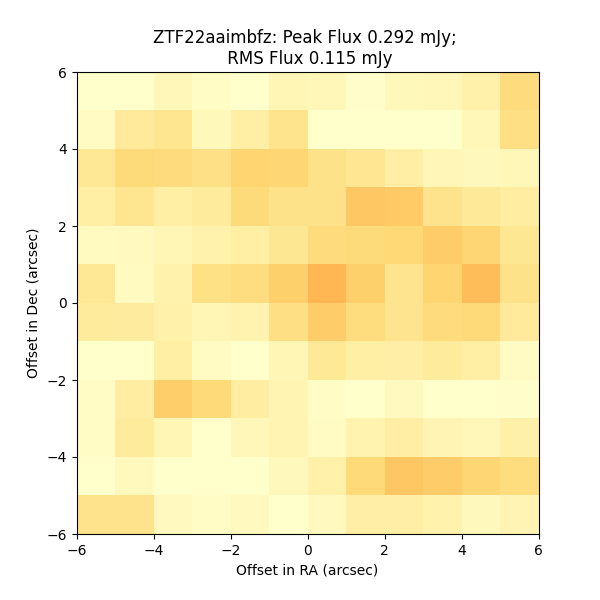 ZTF22aaimbfz: Peak Flux 0.292 mJy;
RMS Flux 0.115 mJy
6
4
2
0
−2
−4
−6
Offset in Dec (arcsec)
−6 −4 −2 0 2 4 6
Offset in RA (arcsec)